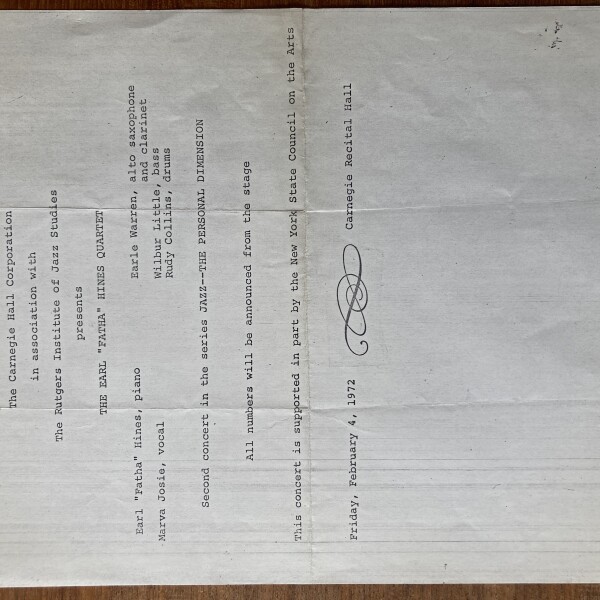 The Carnegie Hall Corporation
in association with
The Rutgers Institute of Jazz Studies
presents
THE EARL "FATHA" HINES QUARTET
Earl "Fatha" Hines, piano
Marva Josie, vocal
Earle Warren, alto saxophone
and clarinet
Wilbur Little, bass
Rudy Collins, drums
Second concert in the series JAZZ--THE PERSONAL DIMENSION
All numbers will be announced from the stage
This concert is supported in part by the New York State Council on the Arts
Friday, February 4, 1972 Carnegie Recital Hall